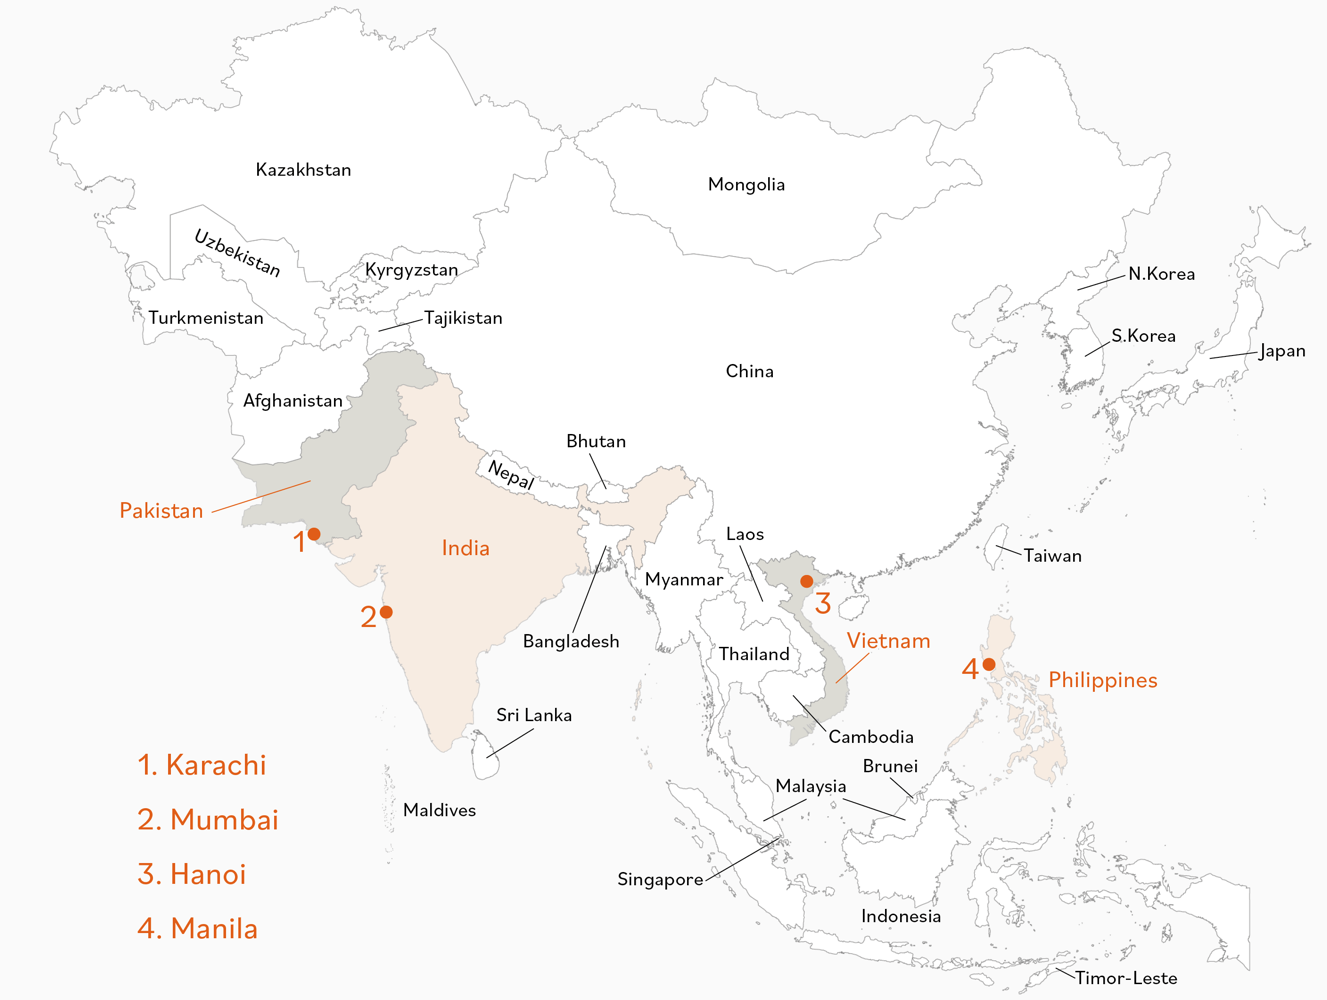 Kazakhstan
Mongolia
Uzbekistan
Kyrgyzstan
N.Korea
Turkmenistan
Tajikistan
S.Korea
Japan
China
Afghanistan
Bhutan
Nepal
Pakistan
1
India
Laos
Taiwan
Myanmar
3
2
Bangladesh
Vietnam
Thailand
4
Philippines
Sri Lanka
Cambodia
Brunei
Malaysia
Maldives
Singapore
Indonesia
Timor-Leste
1. Karachi
2. Mumbai
3. Hanoi
4. Manila